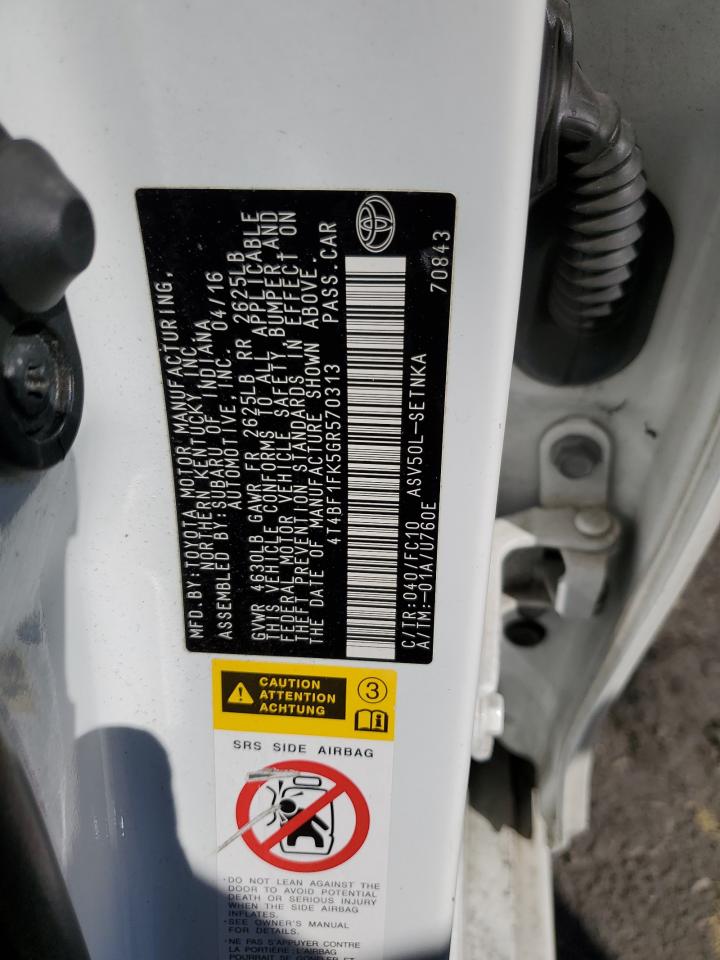 MFD.BY:TOYOTA MOTOR MANUFACTURING,
NORTHERN KENTUCKY, INC.
ASSEMBLED BY:SUBARU OF INDIANA
AUTOMOTIVE, INC. 04/16
GVWR 4630LB GAWR FR 2625LB RR 2625LB
THIS VEHICLE CONFORMS TO ALL APPLICABLE
FEDERAL MOTOR VEHICLE SAFETY, BUMPER,AND
THEFT PREVENTION STANDARDS IN EFFECT ON
THE DATE OF MANUFACTURE SHOWN ABOVE.
4T4BF1FK5GR570313 PASS.CAR
C/TR:040/FC10 ASV50L-SETNKA 70843
A/TM:-01A/U760E
CAUTION
ATTENTION
ACHTUNG
3
SRS SIDE AIRBAG
·DO NOT LEAN AGAINST THE
DOOR TO AVOID POTENTIAL
DEATH OR SERIOUS INJURY
WHEN THE SIDE AIRBAG
INFLATES.
·SEE OWNER'S MANUAL
FOR DETAILS.
·NE PAS S'APPUYER CONTRE
LA PORTIÈRE:L'AIRBAG
POURRAIT SE GONFLER ET